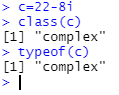 > c=22-8i
> class(c)
[1] "complex"
> typeof(c)
[1] "complex"
>